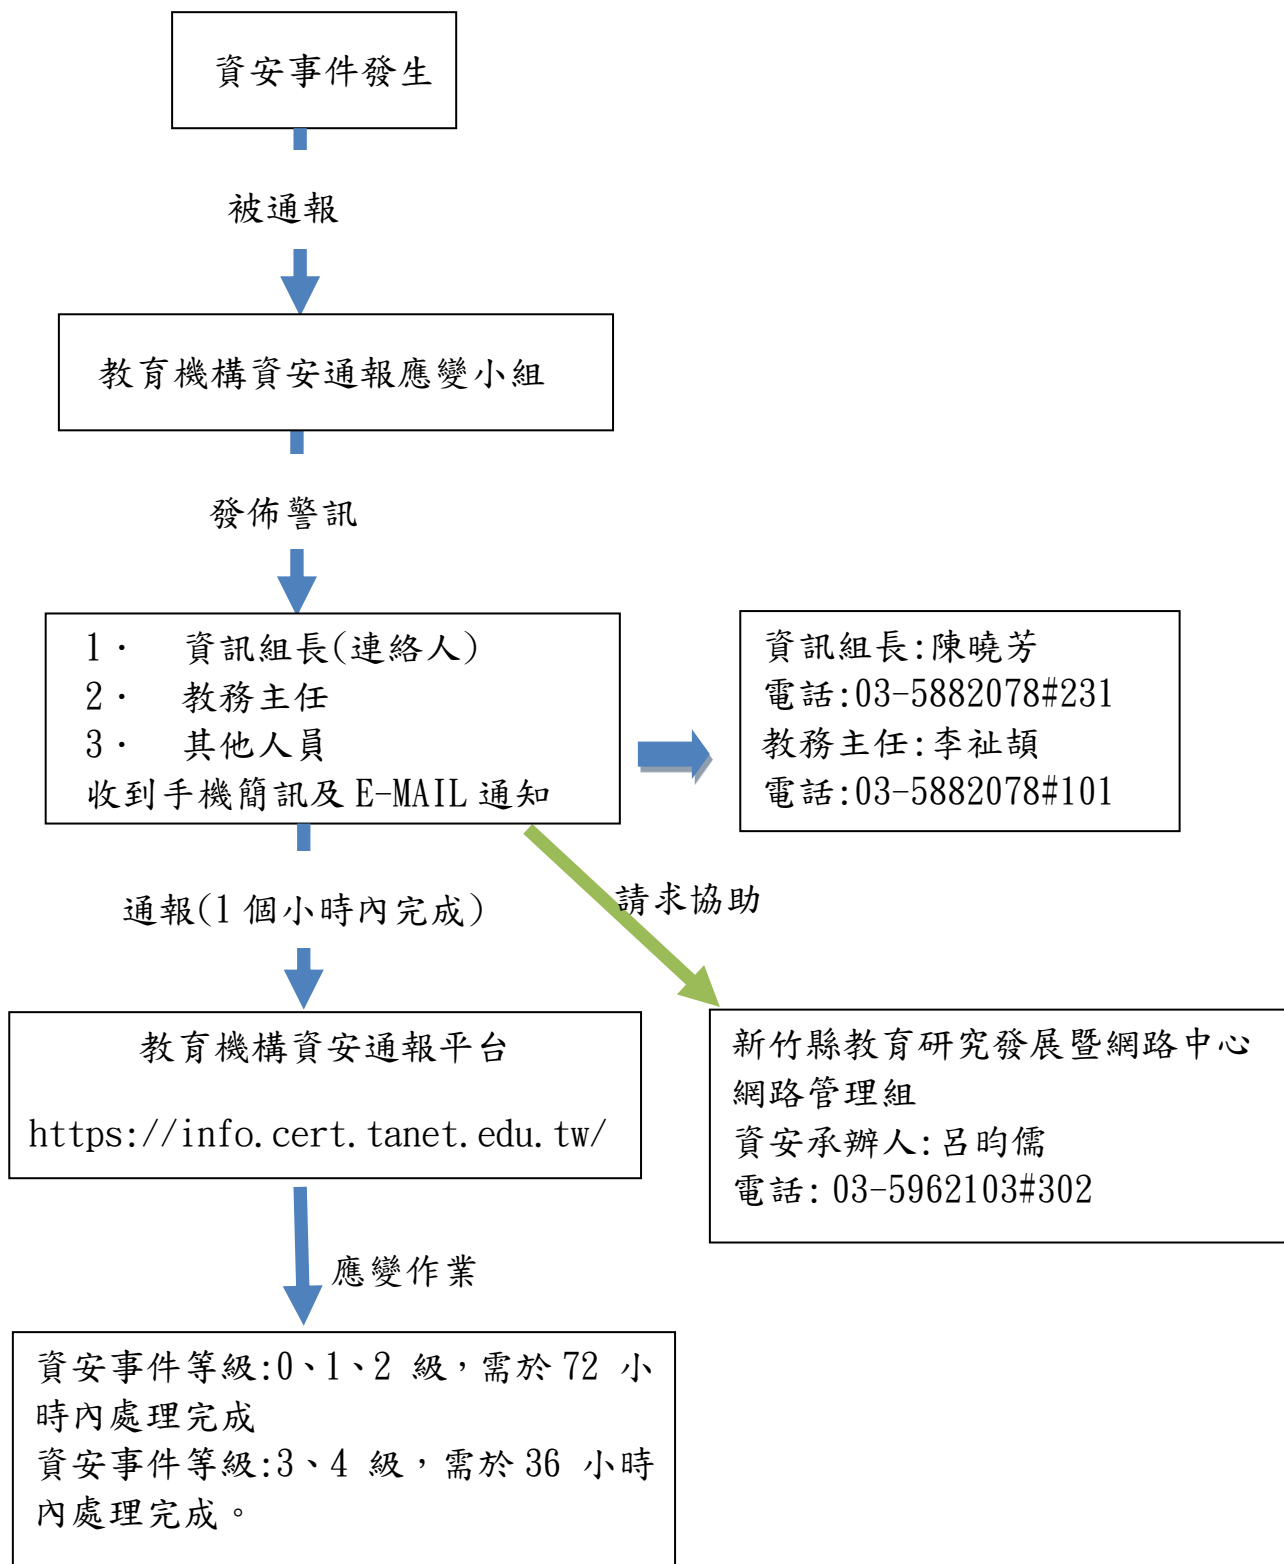 資安事件發生
被通報
教育機構資安通報應變小組
發佈警訊
1． 資訊組長(連絡人)
2． 教務主任
3． 其他人員
收到手機簡訊及 E-MAIL 通知
資訊組長:陳曉芳
電話:03-5882078#231
教務主任:李祉頡
電話:03-5882078#101
通報(1 個小時內完成)
請求協助
教育機構資安通報平台
https://info.cert.tanet.edu.tw/
新竹縣教育研究發展暨網路中心
網路管理組
資安承辦人:呂昀儒
電話: 03-5962103#302
應變作業
資安事件等級:0、1、2 級，需於 72 小
時內處理完成
資安事件等級:3、4 級，需於 36 小時
內處理完成。